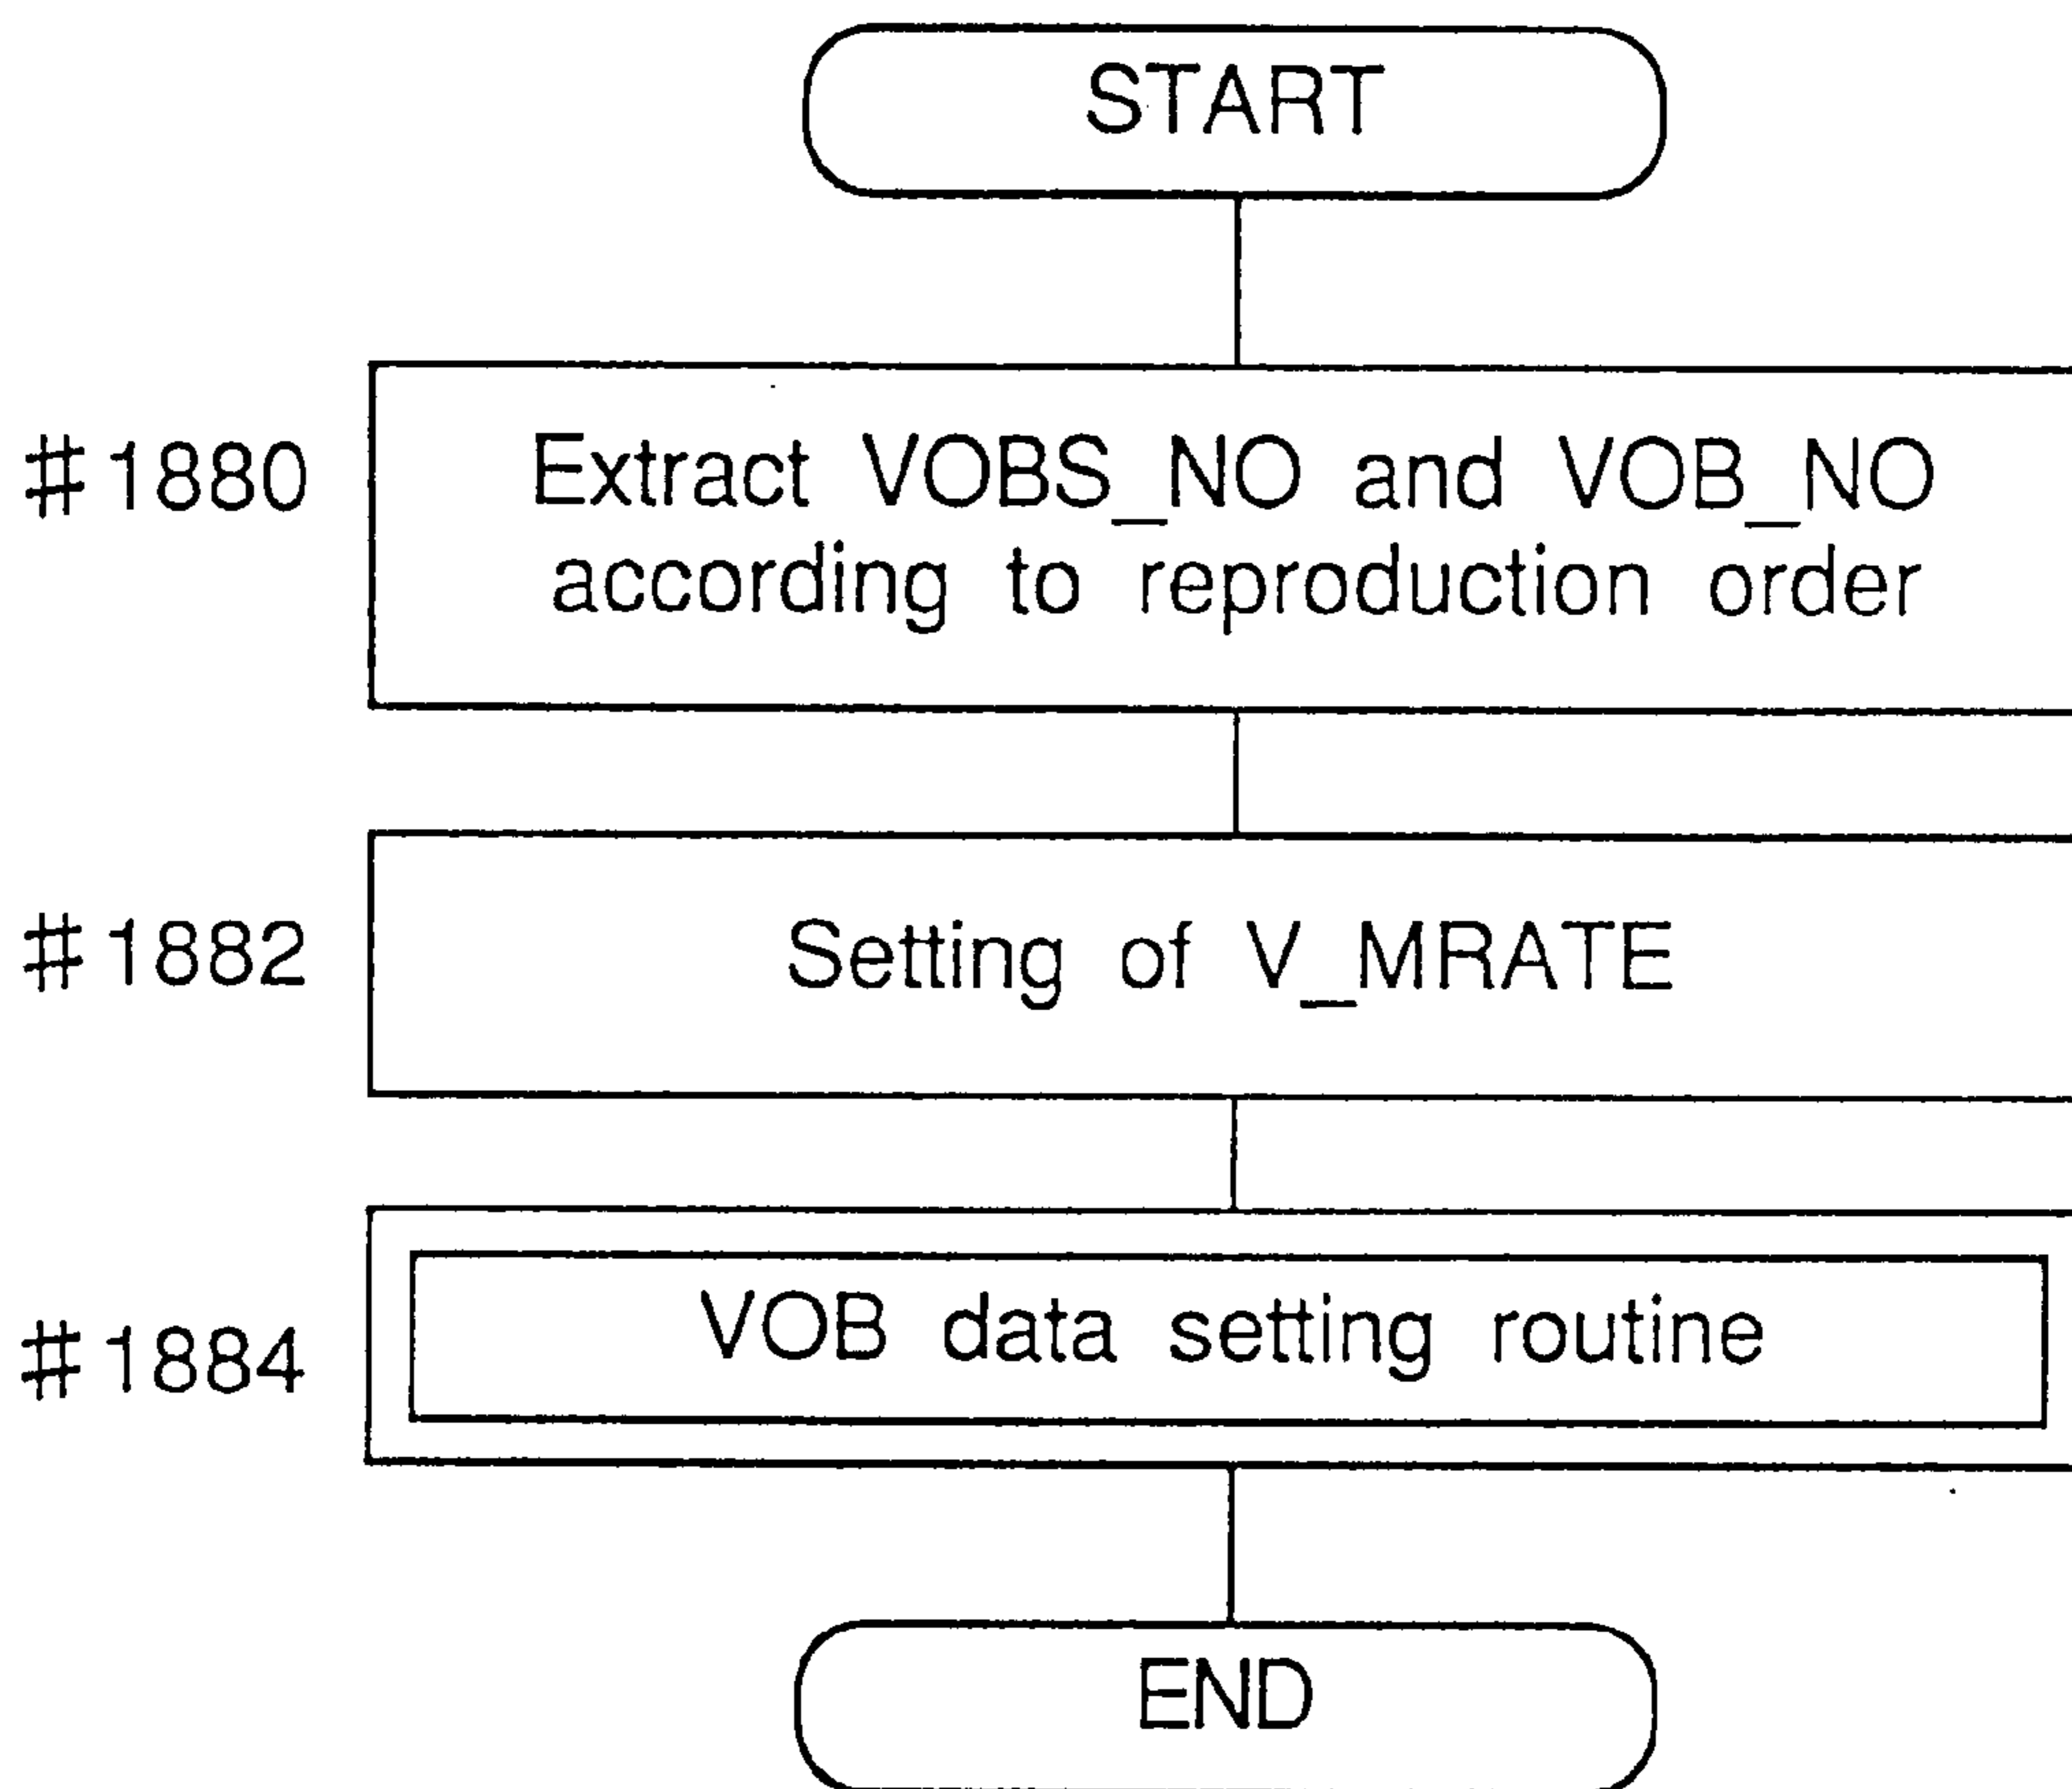 START
#1880
Extract VOBS_NO and VOB_NO
according to reproduction order
#1882
Setting of V_MRATE
#1884
VOB data setting routine
END